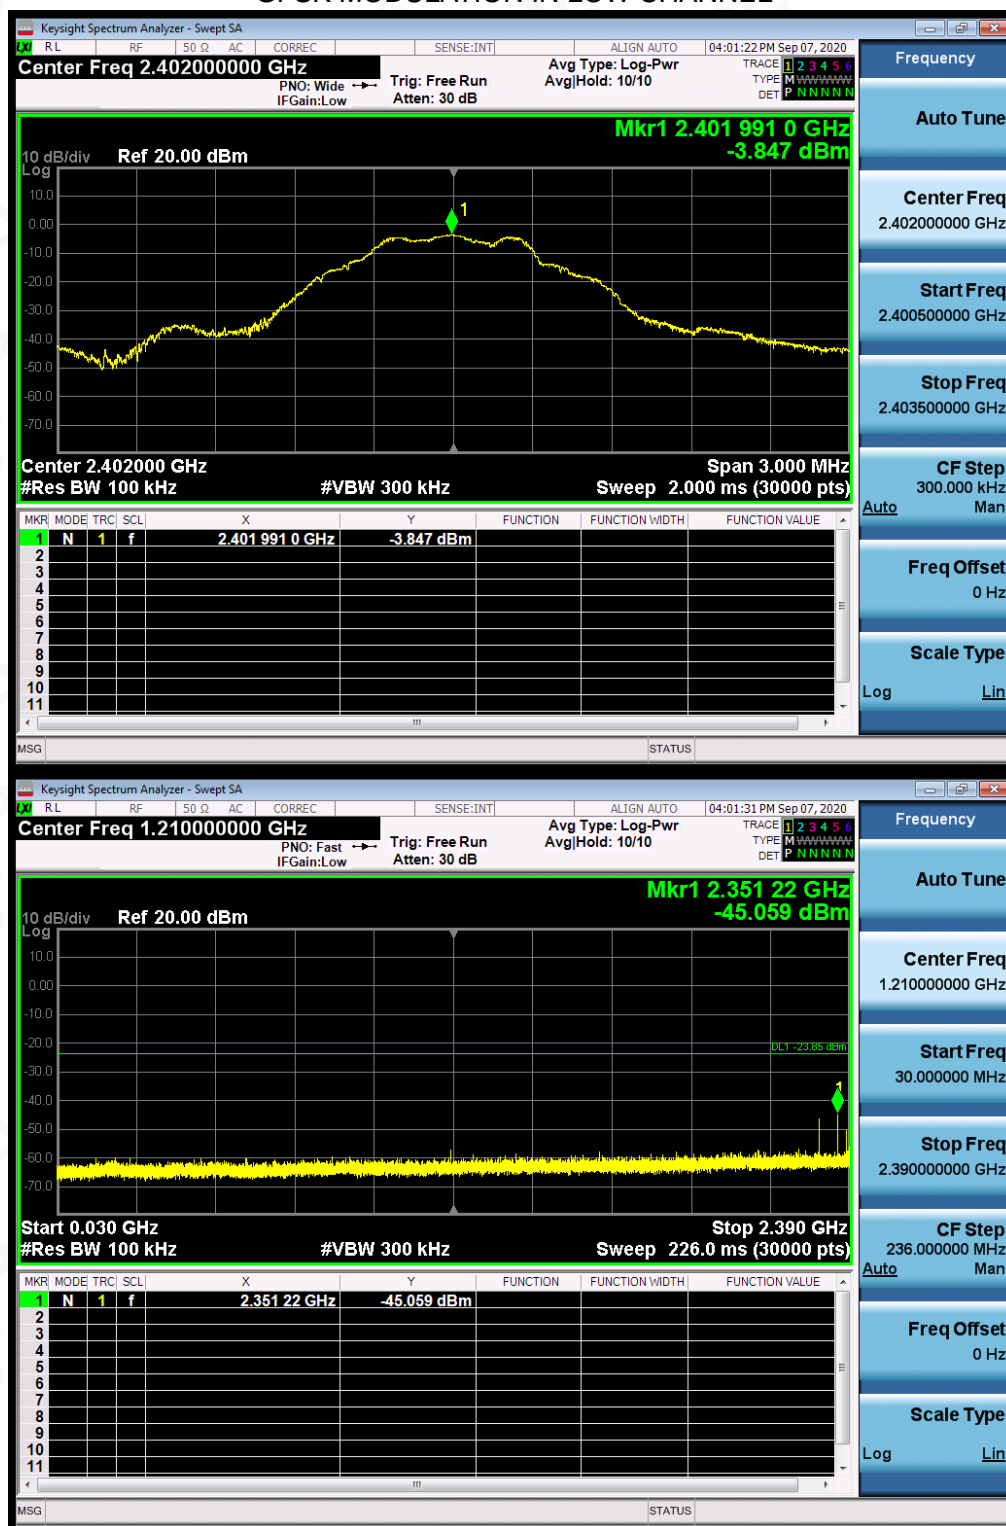 GFSK MODULATION IN LOW CHANNEL
Keysight Spectrum Analyzer - Swept SA
LXI RL RF 50 Ω AC CORREC SENSE:INT ALIGN AUTO 04:01:22 PM Sep 07, 2020
Center Freq 2.402000000 GHz
PNO: Wide
IFGain:Low
Trig: Free Run
Atten: 30 dB
Avg Type: Log-Pwr
Avg|Hold: 10/10
TRACE 1 2 3 4 5 6
TYPE M WWWWW
DET P N N N N N
Mkr1 2.401 991 0 GHz
-3.847 dBm
10 dB/div Ref 20.00 dBm
Log
10.0
0.00
-10.0
-20.0
-30.0
-40.0
-50.0
-60.0
-70.0
1
Center 2.402000 GHz Span 3.000 MHz
#Res BW 100 kHz #VBW 300 kHz Sweep 2.000 ms (30000 pts)
MKR MODE TRC SCL X Y FUNCTION FUNCTION WIDTH FUNCTION VALUE
1 N 1 f 2.401 991 0 GHz -3.847 dBm
2
3
4
5
6
7
8
9
10
11
MSG STATUS
Frequency
Auto Tune
Center Freq
2.402000000 GHz
Start Freq
2.400500000 GHz
Stop Freq
2.403500000 GHz
CF Step
300.000 kHz
Auto Man
Freq Offset
0 Hz
Scale Type
Log Lin
Keysight Spectrum Analyzer - Swept SA
LXI RL RF 50 Ω AC CORREC SENSE:INT ALIGN AUTO 04:01:31 PM Sep 07, 2020
Center Freq 1.210000000 GHz
PNO: Fast
IFGain:Low
Trig: Free Run
Atten: 30 dB
Avg Type: Log-Pwr
Avg|Hold: 10/10
TRACE 1 2 3 4 5 6
TYPE M WWWWW
DET P N N N N N
Mkr1 2.351 22 GHz
-45.059 dBm
10 dB/div Ref 20.00 dBm
Log
10.0
0.00
-10.0
-20.0
-30.0
-40.0
-50.0
-60.0
-70.0
DL1 -23.85 dBm
1
Start 0.030 GHz Stop 2.390 GHz
#Res BW 100 kHz #VBW 300 kHz Sweep 226.0 ms (30000 pts)
MKR MODE TRC SCL X Y FUNCTION FUNCTION WIDTH FUNCTION VALUE
1 N 1 f 2.351 22 GHz -45.059 dBm
2
3
4
5
6
7
8
9
10
11
MSG STATUS
Frequency
Auto Tune
Center Freq
1.210000000 GHz
Start Freq
30.000000 MHz
Stop Freq
2.390000000 GHz
CF Step
236.000000 MHz
Auto Man
Freq Offset
0 Hz
Scale Type
Log Lin